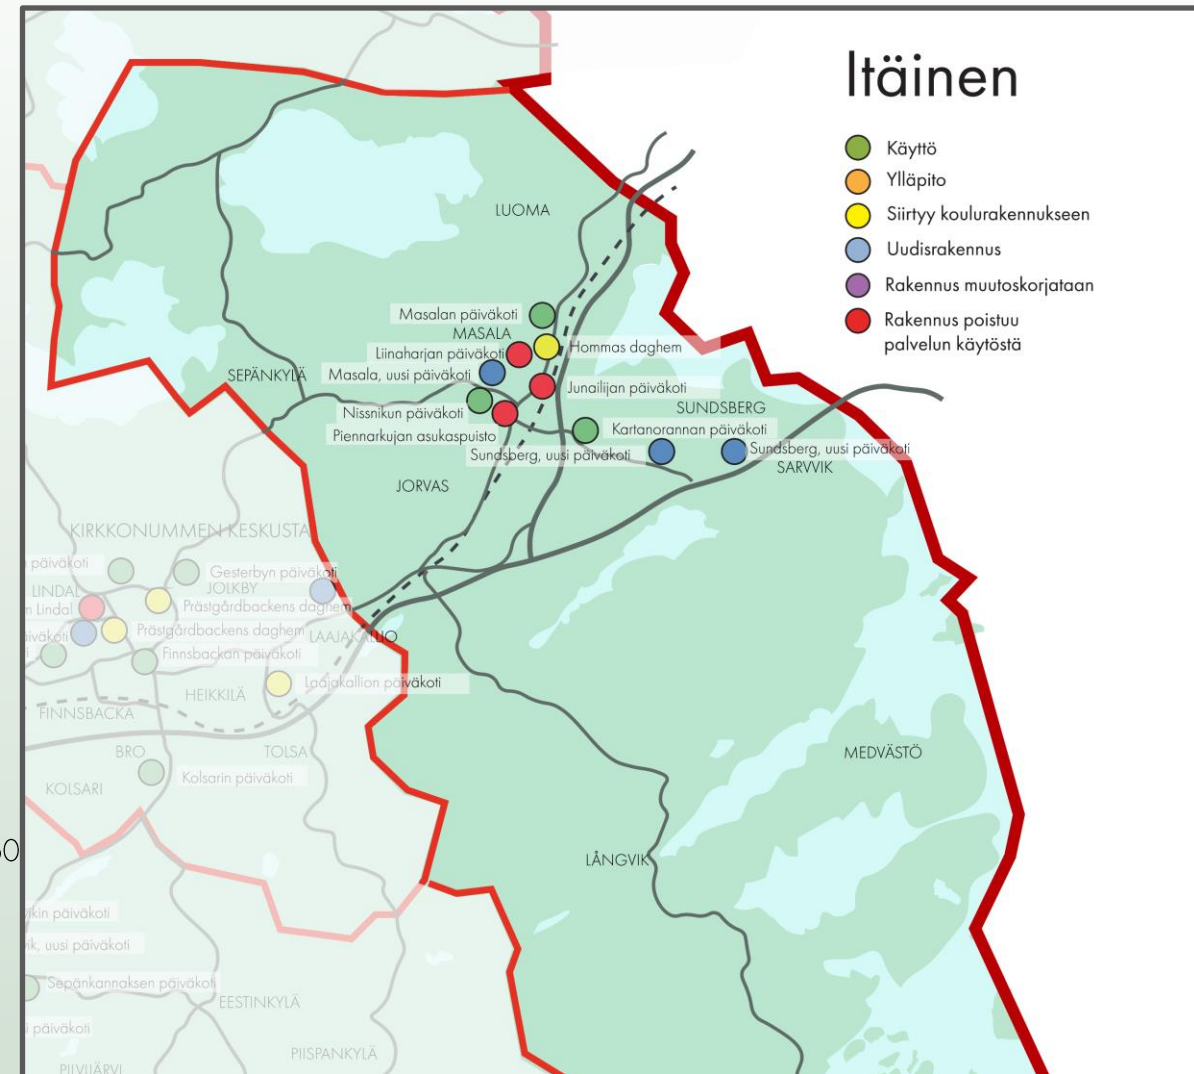 Itäinen
Käyttö
Ylläpito
Siirtyy koulurakennukseen
Uudisrakennus
Rakennus muutoskorjataan
Rakennus poistuu
palvelun käytöstä
LUOMA
Masalan päiväkoti
MASALA
Hommas daghem
Liinaharjan päiväkoti
Masala, uusi päiväkoti
SEPÄNKYLÄ
Junailijan päiväkoti
Nissnikun päiväkoti
SUNDSBERG
Kartanorannan päiväkoti
Piennarkujan asukaspuisto
Sundsberg, uusi päiväkoti
Sundsberg, uusi päiväkoti
SARVVIK
JORVAS
KIRKKONUMMEN KESKUSTA
päiväkoti
Gesterbyn päiväkoti
JOLKBY
LINDAL
Prästgårdbackens daghem
Lindal
Prästgårdbackens daghem
LAAJAKALLIO
Finnsbackan päiväkoti
Laajakallion päiväkoti
HEIKKILÄ
FINNSBACKA
BRO
TOLSA
MEDVÄSTÖ
Kolsarin päiväkoti
KOLSARI
LÅNGVIK
päiväkoti
uusi päiväkoti
Sepänkannaksen päiväkoti
EESTINKYLÄ
päiväkoti
PIISPANKYLÄ
PILVIJÄRVI